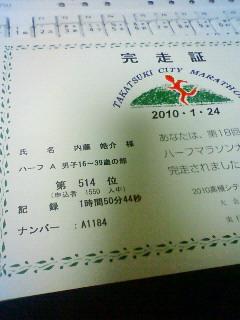 完走証
TAKATSUKI CITY MARATHON
2010・1・24
氏 名 内藤 皓介 様
ハーフ A 男子16～39歳の部
第 514 位
(申込者 1550 人中)
記 録 1時間50分44秒
ナンバー : A1184
あなたは、第18回
ハーフマラソン
完走されました
2010高槻シテ
大 会
実